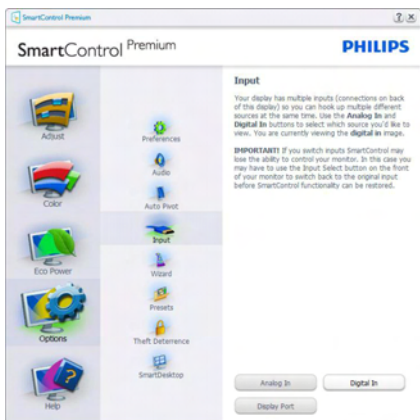 SmartControl Premium
SmartControl Premium
PHILIPS
Adjust
Color
Eco Power
Options
Help
Preferences
Audio
Auto Pivot
Input
Wizard
Presets
Theft Deterrence
SmartDesktop
Input
Your display has multiple inputs (connections on back
of this display) so you can hook up multiple different
sources at the same time. Use the Analog In and
Digital In buttons to select which source you'd like to
view. You are currently viewing the digital in image.
IMPORTANT! If you switch inputs SmartControl may
lose the ability to control your monitor. In this case you
may have to use the Input Select button on the front
of your monitor to switch back to the original input
before SmartControl functionality can be restored.
Analog In
Digital In
Display Port